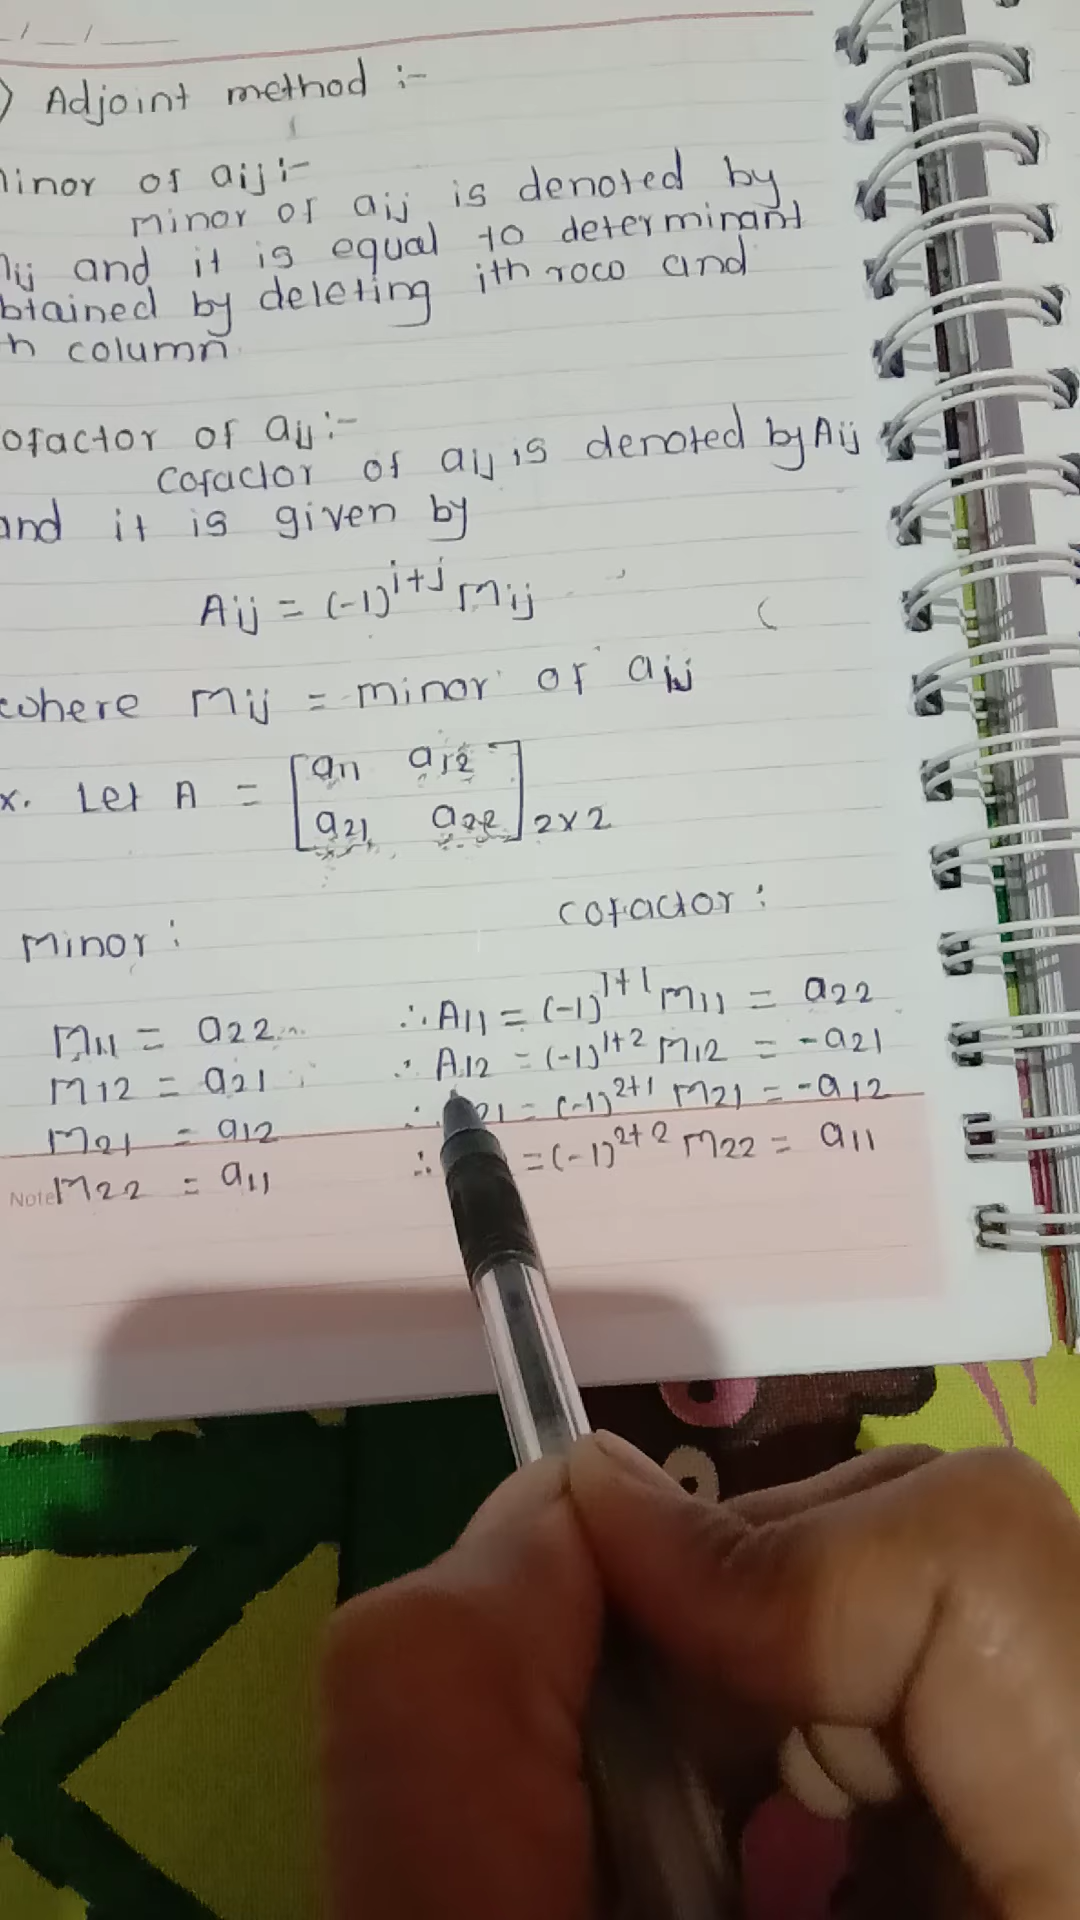 ) Adjoint method :-
inor of aij :-
minor of aij is denoted by
ij and it is equal to determinant
btained by deleting ith row and
h column
ofactor of aij :-
cofactor of aij is denoted by Aij
and it is given by
Aij = (-1)^i+j Mij
where Mij = minor of aij
x. Let A = [a11 a12
a21 a22] 2x2
cofactor :
minor :
M11 = a22 ∴ A11 = (-1)^1+1 M11 = a22
M12 = a21 ∴ A12 = (-1)^1+2 M12 = -a21
M21 = a12 ∴ 21 = (-1)^2+1 M21 = -a12
Note M22 = a11 ∴ = (-1)^2+2 M22 = a11